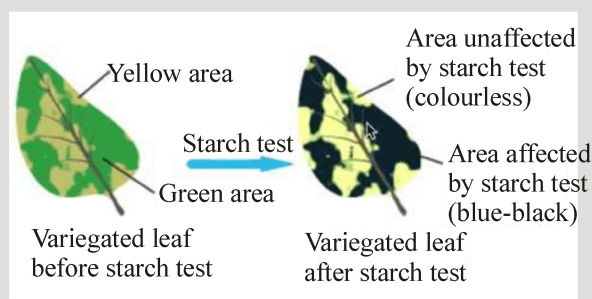 Yellow area
Green area
Variegated leaf
before starch test
Starch test
Area unaffected
by starch test
(colourless)
Area affected
by starch test
(blue-black)
Variegated leaf
after starch test